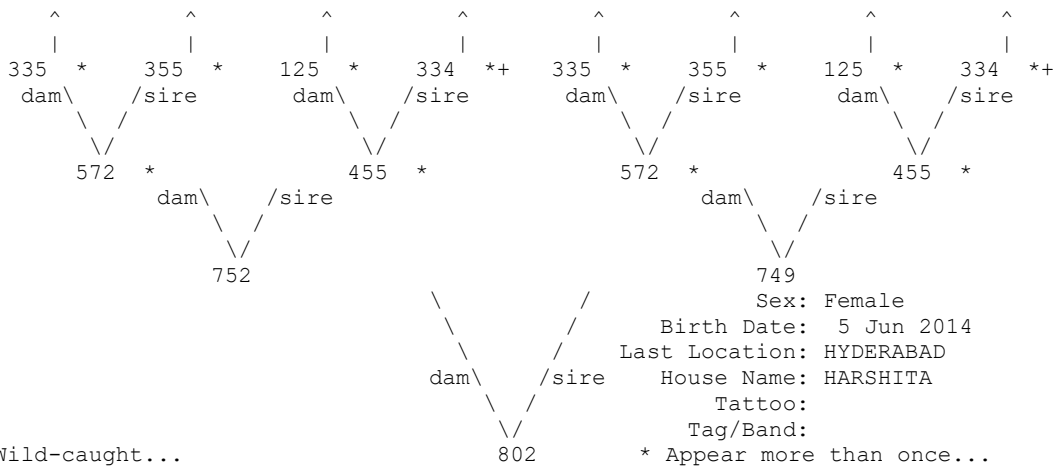 ^ ^ ^ ^ ^ ^ ^ ^
| | | | | | | |
335 * 355 * 125 * 334 *+ 335 * 355 * 125 * 334 *+
dam\ /sire dam\ /sire dam\ /sire dam\ /sire
\ / \ / \ / \ /
\/ \/ \/ \/
572 * 455 * 572 * 455 *
dam\ /sire dam\ /sire
\ / \ /
\/ \/
752 749
\ / Sex: Female
\ / Birth Date: 5 Jun 2014
\ / Last Location: HYDERABAD
dam\ /sire House Name: HARSHITA
\ / Tattoo:
\/ Tag/Band:
Wild-caught... 802 * Appear more than once...